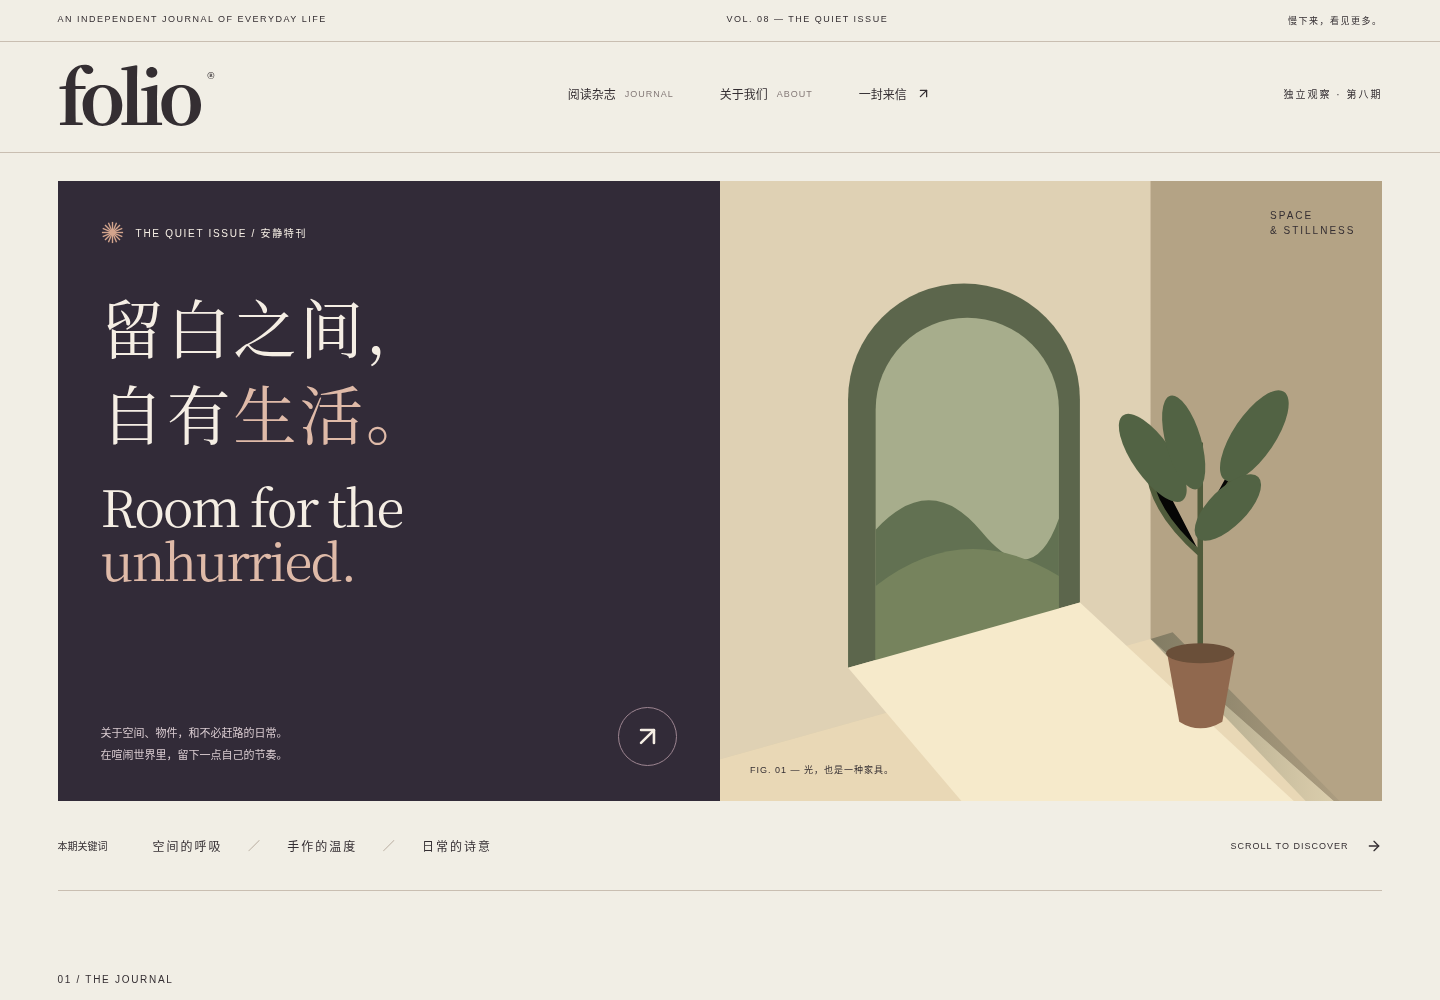 AN INDEPENDENT JOURNAL OF EVERYDAY LIFE
VOL. 08 — THE QUIET ISSUE
慢下来，看见更多。
folio®
阅读杂志 JOURNAL
关于我们 ABOUT
一封来信
独立观察 · 第八期
THE QUIET ISSUE / 安静特刊
留白之间，
自有生活。
Room for the
unhurried.
关于空间、物件，和不必赶路的日常。
在喧闹世界里，留下一点自己的节奏。
SPACE
& STILLNESS
FIG. 01 — 光，也是一种家具。
本期关键词
空间的呼吸 ／ 手作的温度 ／ 日常的诗意
SCROLL TO DISCOVER
01 / THE JOURNAL